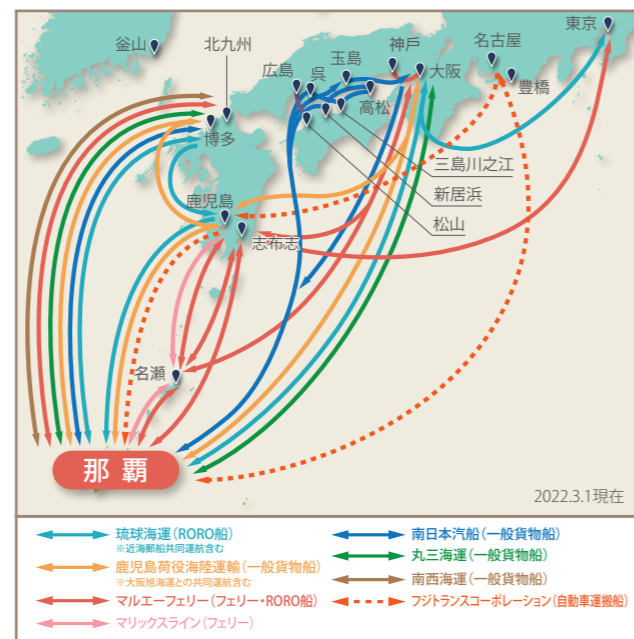 東京
釜山
北九州
神戸
名古屋
玉島
広島
呉
大阪
豊橋
高松
博多
三島川之江
新居浜
鹿児島
松山
志布志
名瀬
那覇
2022.3.1現在
琉球海運(RORO船)
※近海郵船共同運航含む
鹿児島荷役海陸運輸(一般貨物船)
※大阪旭海運との共同運航含む
マルエーフェリー(フェリー・RORO船)
マリックスライン(フェリー)
南日本汽船(一般貨物船)
丸三海運(一般貨物船)
南西海運(一般貨物船)
フジトランスコーポレーション(自動車運搬船)